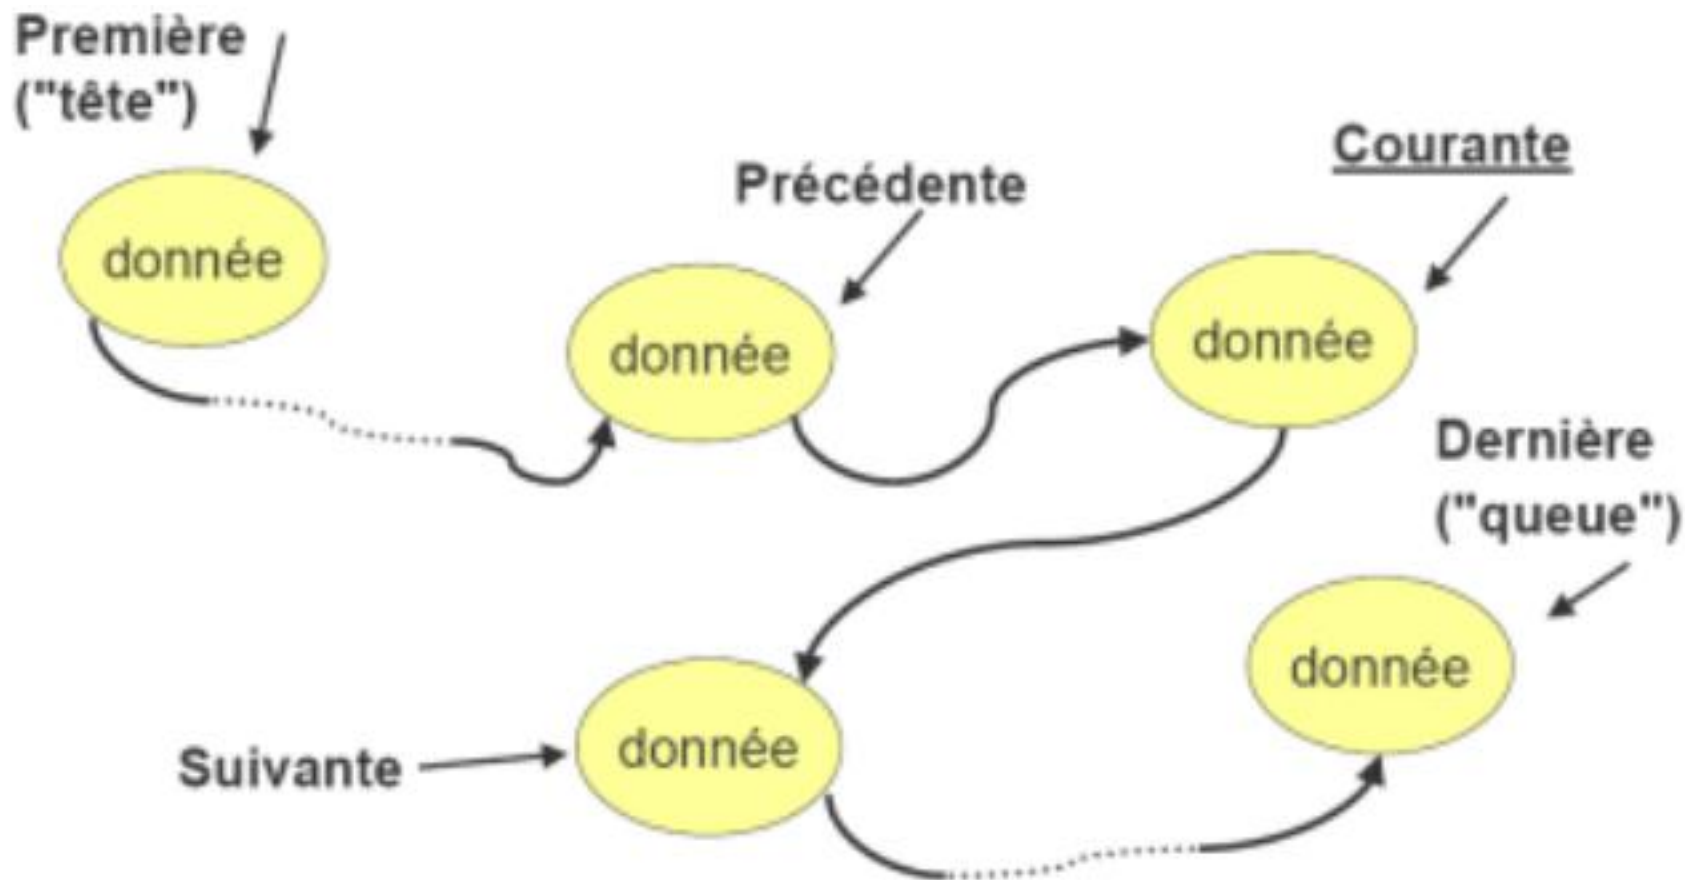 Première
("tête")
Précédente
Courante
donnée
donnée
donnée
Dernière
("queue")
donnée
Suivante
donnée